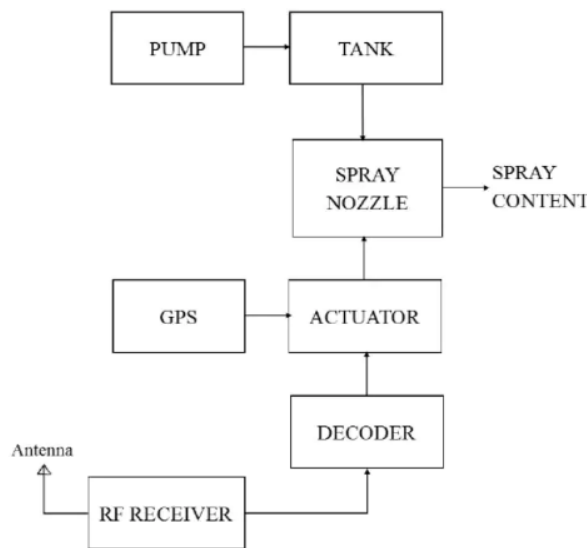 PUMP
TANK
SPRAY
NOZZLE
SPRAY
CONTENT
GPS
ACTUATOR
DECODER
Antenna
RF RECEIVER